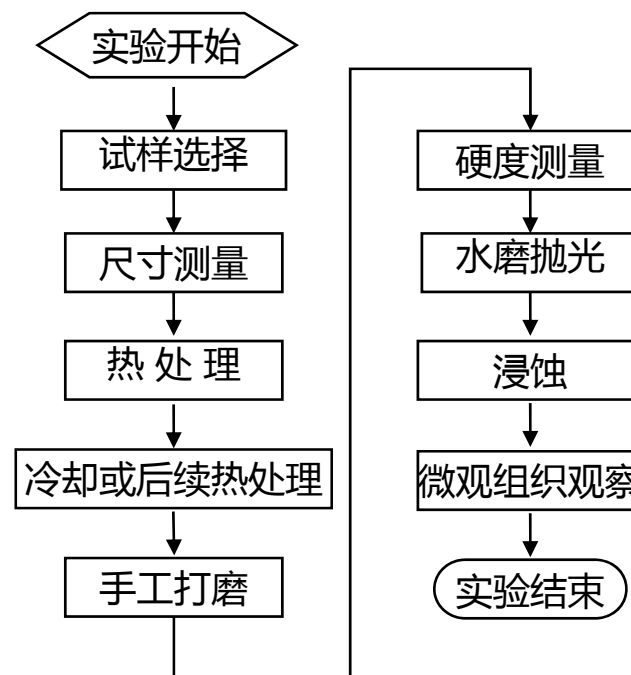 实验开始
试样选择
尺寸测量
热处理
冷却或后续热处理
手工打磨
硬度测量
水磨抛光
浸蚀
微观组织观察
实验结束